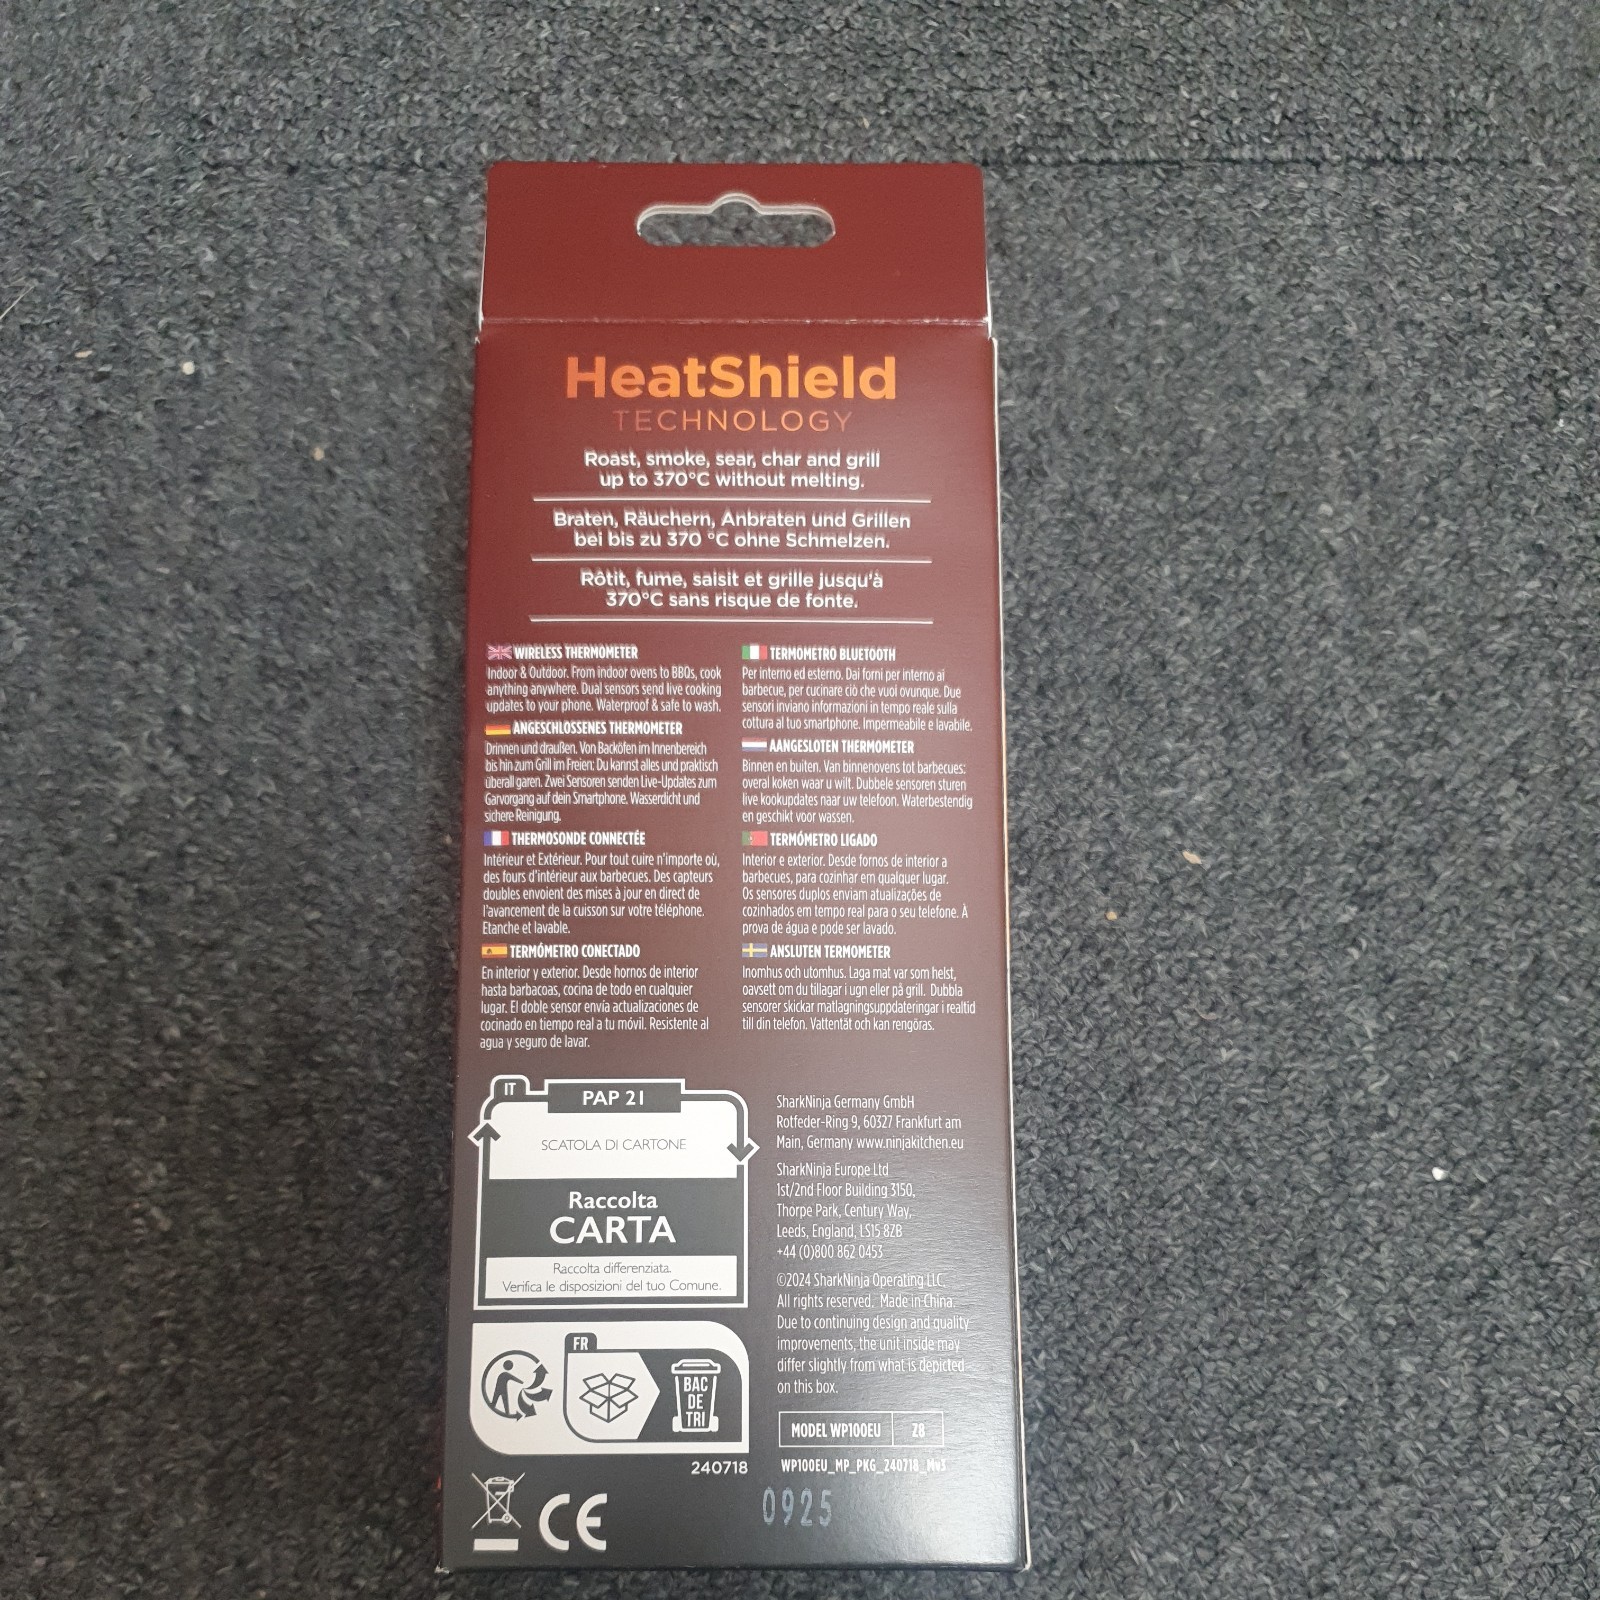 HeatShield
TECHNOLOGY
Roast, smoke, sear, char and grill
up to 370°C without melting.
Braten, Räuchern, Anbraten und Grillen
bei bis zu 370 °C ohne Schmelzen.
Rôtit, fume, saisit et grille jusqu'à
370°C sans risque de fonte.
WIRELESS THERMOMETER
Indoor & Outdoor. From indoor ovens to BBQs, cook
anything anywhere. Dual sensors send live cooking
updates to your phone. Waterproof & safe to wash.
ANGESCHLOSSENES THERMOMETER
Drinnen und draußen. Von Backöfen im Innenbereich
bis hin zum Grill im Freien: Du kannst alles und praktisch
überall garen. Zwei Sensoren senden Live-Updates zum
Garvorgang auf dein Smartphone. Wasserdicht und
sichere Reinigung.
THERMOSONDE CONNECTÉE
Intérieur et Extérieur. Pour tout cuire n'importe où,
des fours d'intérieur aux barbecues. Des capteurs
doubles envoient des mises à jour en direct de
l'avancement de la cuisson sur votre téléphone.
Etanche et lavable.
TERMÓMETRO CONECTADO
En interior y exterior. Desde hornos de interior
hasta barbacoas, cocina de todo en cualquier
lugar. El doble sensor envía actualizaciones de
cocinado en tiempo real a tu móvil. Resistente al
agua y seguro de lavar.
TERMOMETRO BLUETOOTH
Per interno ed esterno. Dai forni per interno ai
barbecue, per cucinare ciò che vuoi ovunque. Due
sensori inviano informazioni in tempo reale sulla
cottura al tuo smartphone. Impermeabile e lavabile.
AANGESLOTEN THERMOMETER
Binnen en buiten. Van binnenovens tot barbecues:
overal koken waar u wilt. Dubbele sensoren sturen
live kookupdates naar uw telefoon. Waterbestendig
en geschikt voor wassen.
TERMÓMETRO LIGADO
Interior e exterior. Desde fornos de interior a
barbecues, para cozinhar em qualquer lugar.
Os sensores duplos enviam atualizações de
cozinhados em tempo real para o seu telefone. À
prova de água e pode ser lavado.
ANSLUTEN TERMOMETER
Inomhus och utomhus. Laga mat var som helst,
oavsett om du tillagar i ugn eller på grill. Dubbla
sensorer skickar matlagningsuppdateringar i realtid
till din telefon. Vattentät och kan rengöras.
IT
PAP 21
SCATOLA DI CARTONE
Raccolta
CARTA
Raccolta differenziata.
Verifica le disposizioni del tuo Comune.
FR
BAC
DE
TRI
240718
CE
SharkNinja Germany GmbH
Rotfeder-Ring 9, 60327 Frankfurt am
Main, Germany www.ninjakitchen.eu
SharkNinja Europe Ltd
1st/2nd Floor Building 3150,
Thorpe Park, Century Way,
Leeds, England, LS15 8ZB
+44 (0)800 862 0453
©2024 SharkNinja Operating LLC.
All rights reserved. Made in China.
Due to continuing design and quality
improvements, the unit inside may
differ slightly from what is depicted
on this box.
MODEL WP100EU 28
WP100EU_MP_PKG_240718_Mv3
0925